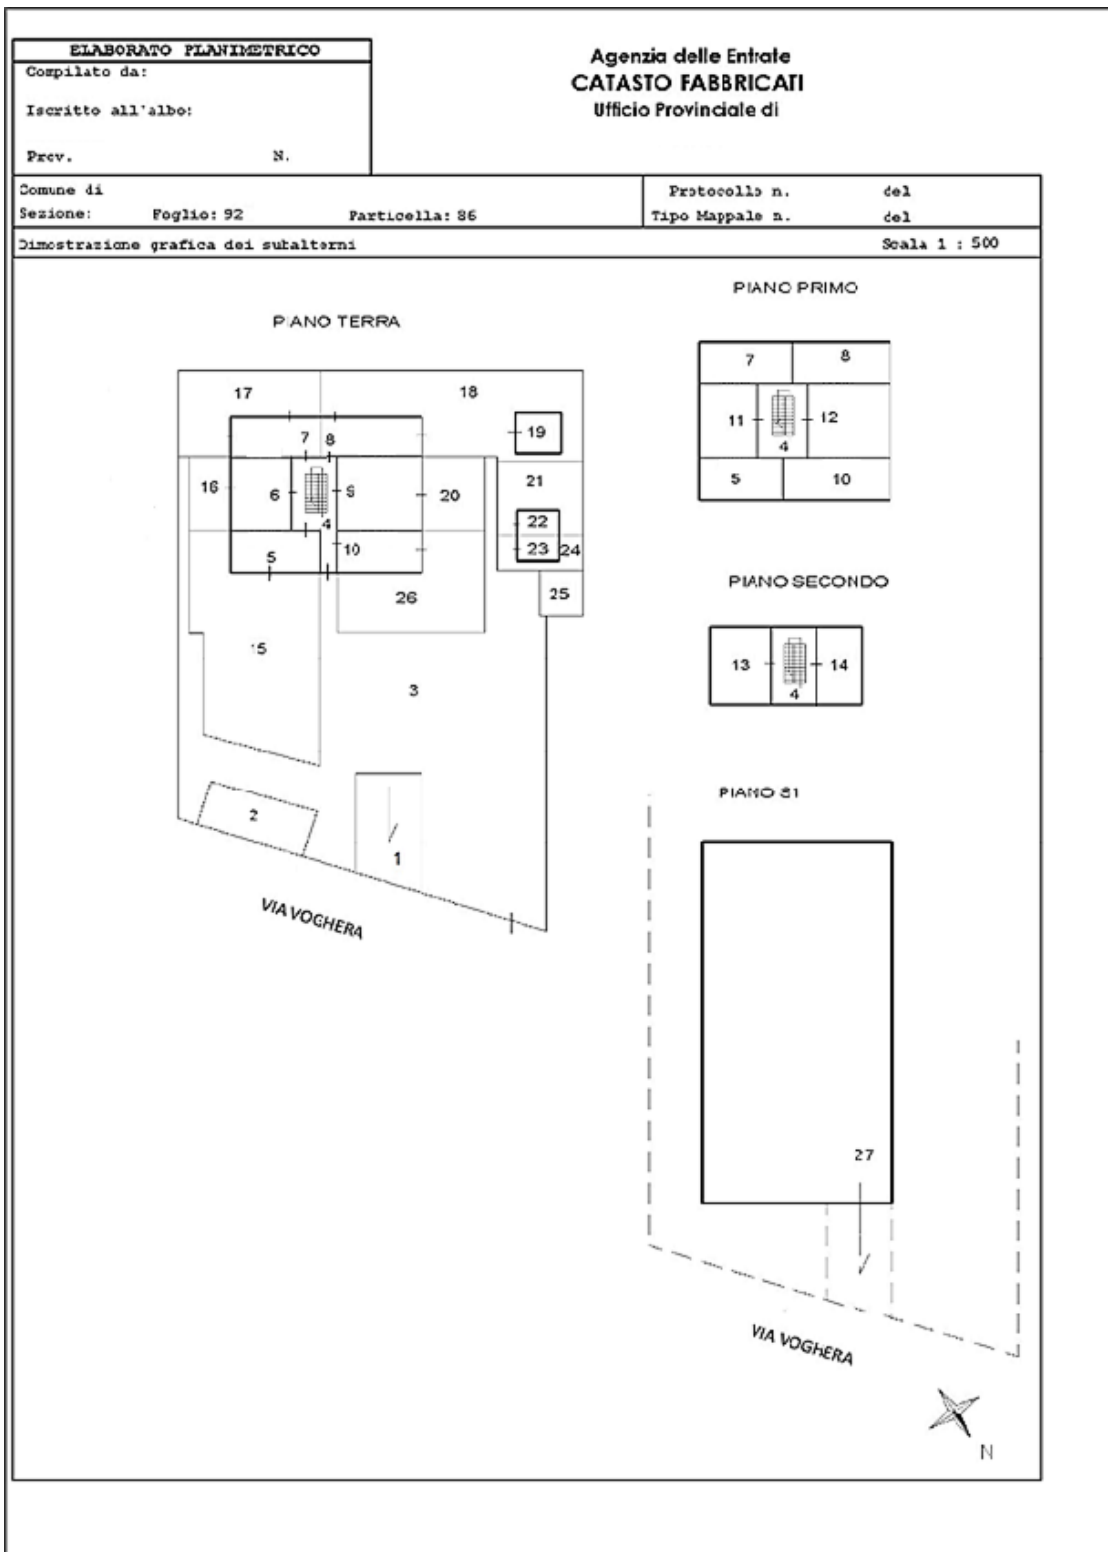 ELABORATO PLANIMETRICO
Compilato da:
Iscritto all'albo:
Prov. N.
Agenzia delle Entrate
CATASTO FABBRICATI
Ufficio Provinciale di
Comune di
Sezione: Foglio: 92 Particella: 86
Protocollo n. del
Tipo Mappale n. del
Dimostrazione grafica dei subalterni Scala 1 : 500
PIANO TERRA
17 18
7 8 19
16 6 9 20 21
4 22
5 10 23 24
26 25
15
3
2
1
VIA VOGHERA
PIANO PRIMO
7 8
11 12
4
5 10
PIANO SECONDO
13 14
4
PIANO S1
27
VIA VOGHERA
N